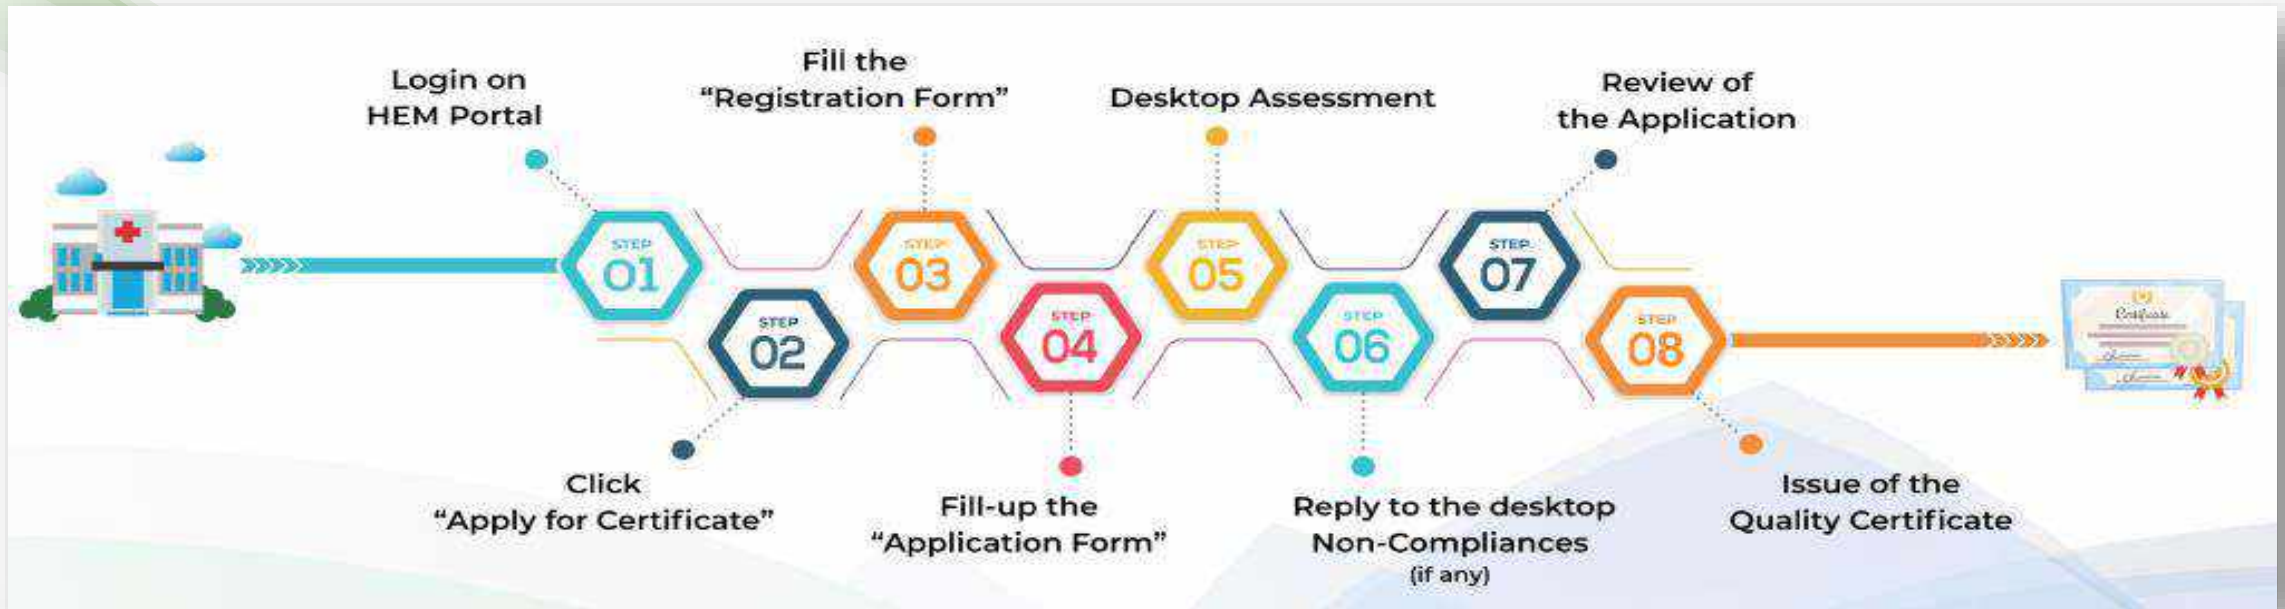 Login on
HEM Portal
STEP
01
Click
“Apply for Certificate”
STEP
02
Fill the
“Registration Form”
STEP
03
Fill-up the
“Application Form”
STEP
04
Desktop Assessment
STEP
05
Reply to the desktop
Non-Compliances
(if any)
STEP
06
Review of
the Application
STEP
07
Issue of the
Quality Certificate
STEP
08
Certificate